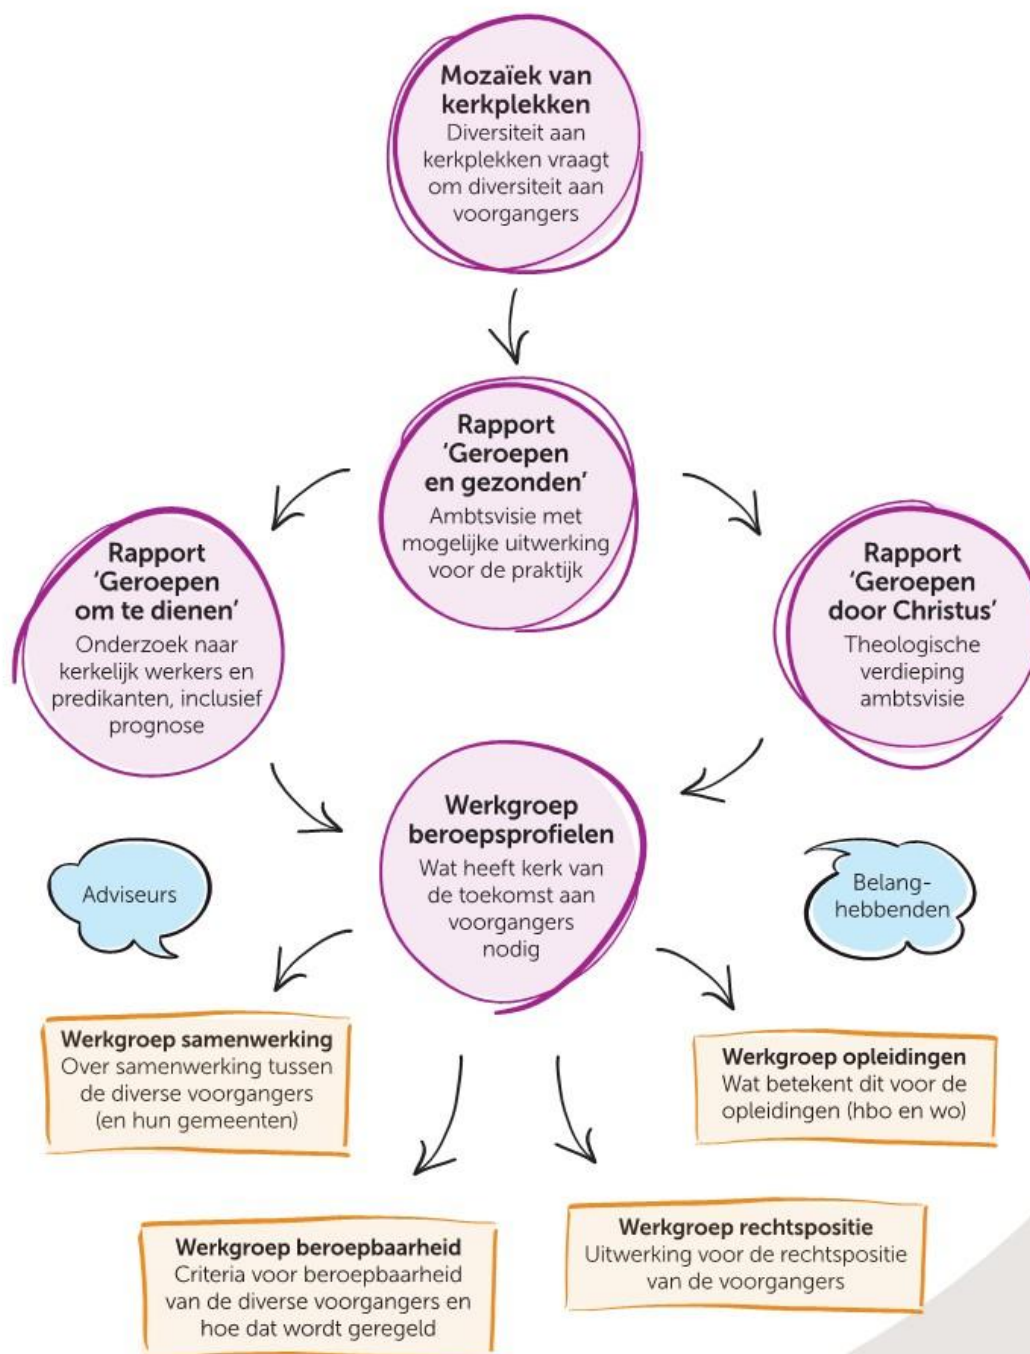 Mozaïek van
kerkplekken
Diversiteit aan
kerkplekken vraagt
om diversiteit aan
voorgangers
Rapport
‘Geroepen
en gezonden’
Ambtsvisie met
mogelijke uitwerking
voor de praktijk
Rapport
‘Geroepen
om te dienen’
Onderzoek naar
kerkelijk werkers en
predikanten, inclusief
prognose
Rapport
‘Geroepen
door Christus’
Theologische
verdieping
ambtsvisie
Werkgroep
beroepsprofielen
Wat heeft kerk van
de toekomst aan
voorgangers
nodig
Adviseurs
Belang-
hebbenden
Werkgroep samenwerking
Over samenwerking tussen
de diverse voorgangers
(en hun gemeenten)
Werkgroep opleidingen
Wat betekent dit voor de
opleidingen (hbo en wo)
Werkgroep beroepbaarheid
Criteria voor beroepbaarheid
van de diverse voorgangers en
hoe dat wordt geregeld
Werkgroep rechtspositie
Uitwerking voor de rechtspositie
van de voorgangers